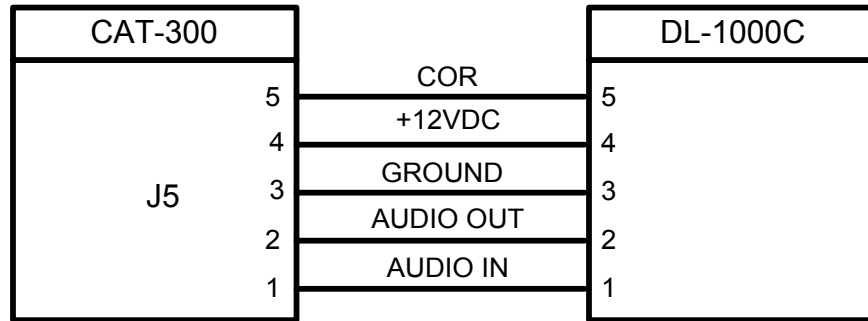 CAT-300 DL-1000C
5 COR 5
4 +12VDC 4
3 GROUND 3
J5
2 AUDIO OUT 2
1 AUDIO IN 1